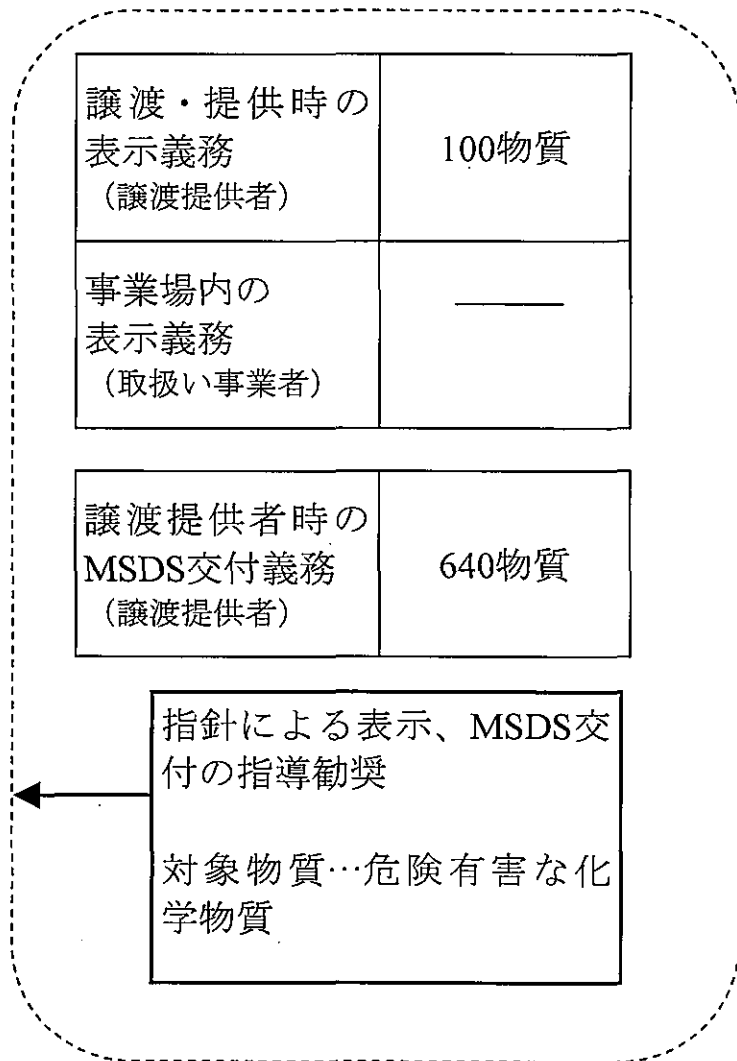 譲渡・提供時の
表示義務
（譲渡提供者）
100物質
事業場内の
表示義務
（取扱い事業者）
———
譲渡提供者時の
MSDS交付義務
（譲渡提供者）
640物質
指針による表示、MSDS交
付の指導勧奨
対象物質…危険有害な化
学物質